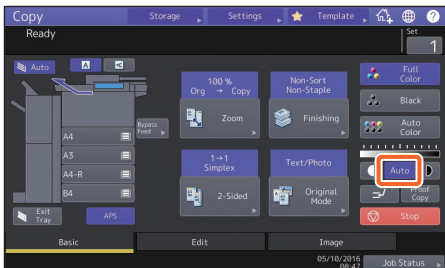 Copy
Storage
Settings
Template
Ready
Set
1
Auto
A
100 %
Org → Copy
Zoom
Non-Sort
Non-Staple
Finishing
Full
Color
Black
Auto
Color
Bypass
Feed
A4
A3
A4-R
B4
1→1
Simplex
2-Sided
Text/Photo
Original
Mode
Auto
Proof
Copy
Exit
Tray
APS
Stop
Basic
Edit
Image
05/10/2016
08:47
Job Status